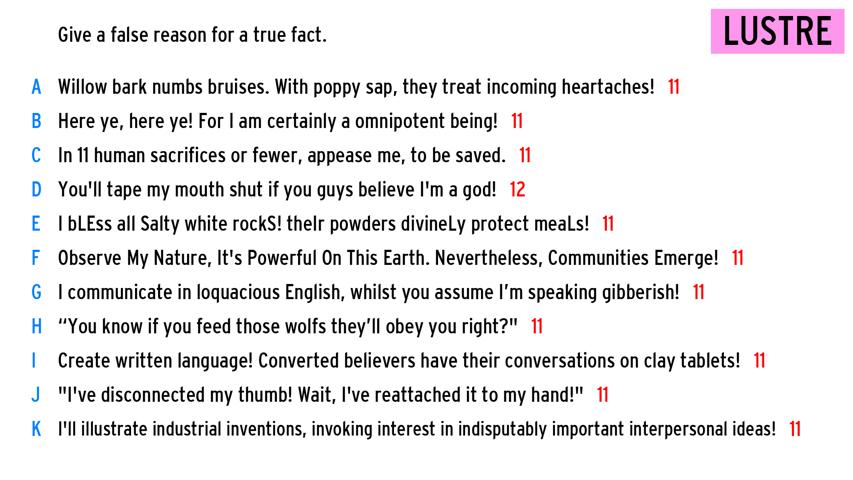 LUSTRE
Give a false reason for a true fact.
A Willow bark numbs bruises. With poppy sap, they treat incoming heartaches! 11
B Here ye, here ye! For I am certainly a omnipotent being! 11
C In 11 human sacrifices or fewer, appease me, to be saved. 11
D You'll tape my mouth shut if you guys believe I'm a god! 12
E I bLEss all Salty white rockS! theIr powders divineLy protect meaLs! 11
F Observe My Nature, It's Powerful On This Earth. Nevertheless, Communities Emerge! 11
G I communicate in loquacious English, whilst you assume I’m speaking gibberish! 11
H “You know if you feed those wolfs they’ll obey you right?" 11
I Create written language! Converted believers have their conversations on clay tablets! 11
J "I've disconnected my thumb! Wait, I've reattached it to my hand!" 11
K I'll illustrate industrial inventions, invoking interest in indisputably important interpersonal ideas! 11